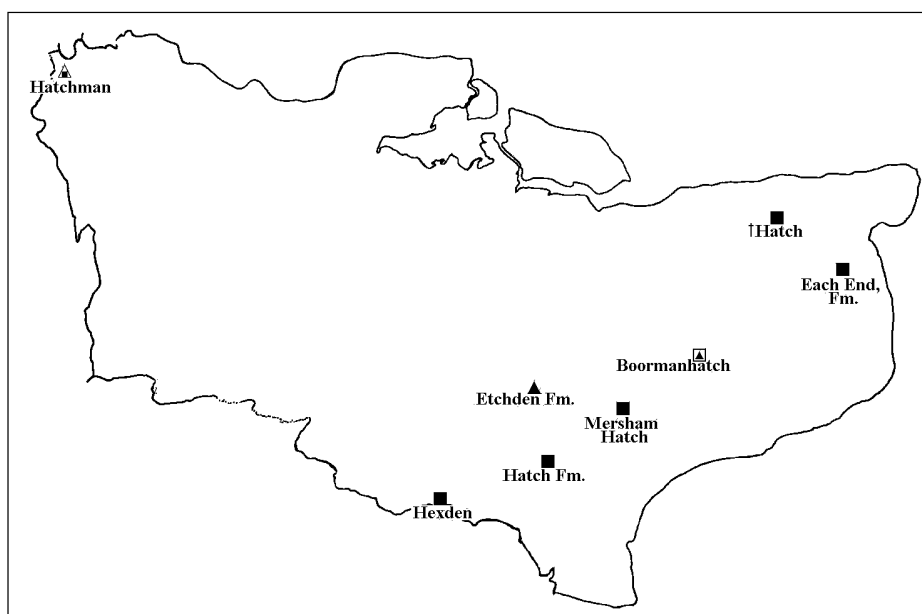 Hatchman
†Hatch
Each End,
Fm.
Boormanhatch
Etchden Fm.
Mersham
Hatch
Hatch Fm.
Hexden